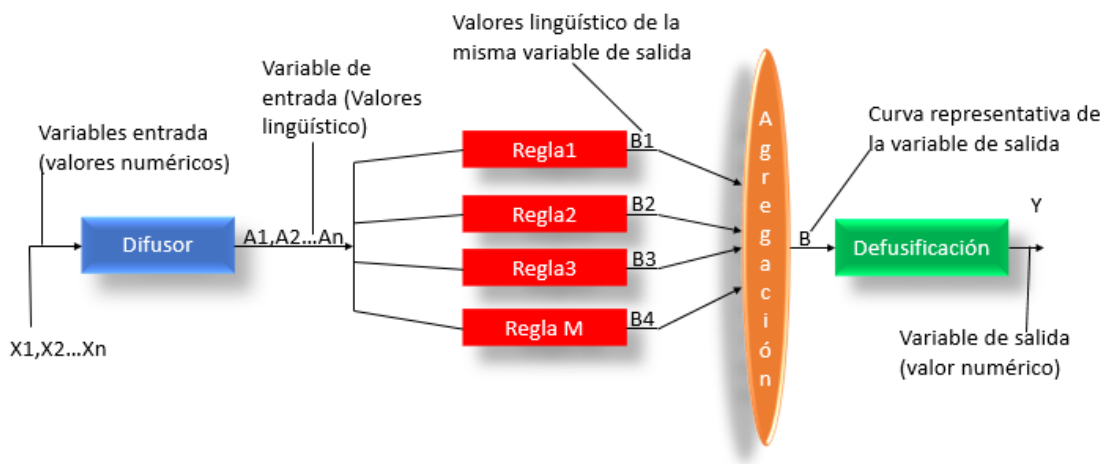 Valores lingüístico de la
misma variable de salida
Variable de
entrada (Valores
lingüístico)
Variables entrada
(valores numéricos)
Curva representativa de
la variable de salida
Difusor
A1,A2...An
Regla1
B1
Regla2
B2
Regla3
B3
Regla M
B4
Agregación
B
Defusificación
Y
X1,X2...Xn
Variable de salida
(valor numérico)